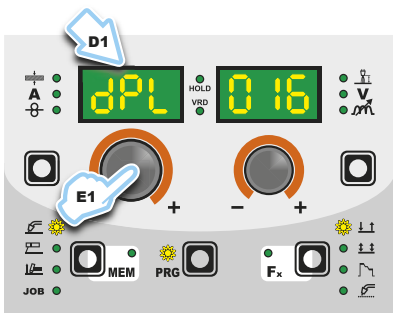 D1
A
dPL
HOLD
VRD
016
V
E1
+
− +
MEM
PRG
Fx
JOB